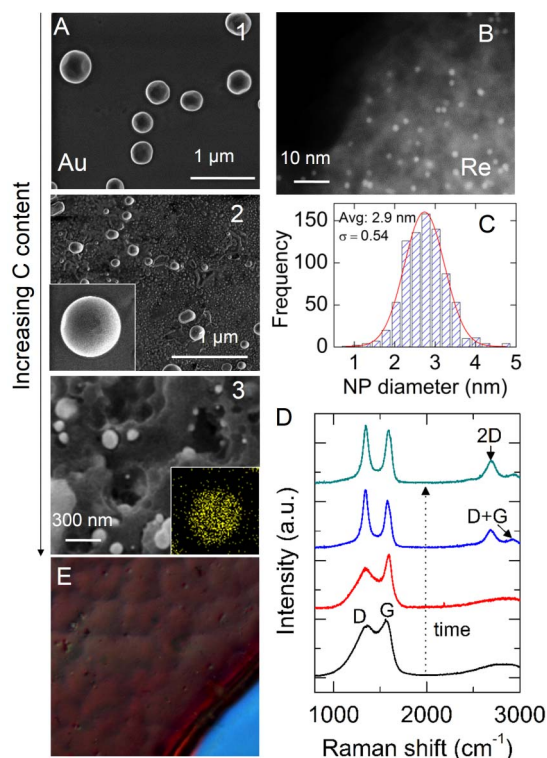 Increasing C content
A
1
Au
1 µm
2
1 µm
3
300 nm
E
B
10 nm
Re
C
Avg: 2.9 nm
σ = 0.54
Frequency
150
100
50
0
1 2 3 4 5
NP diameter (nm)
D
2D
D+G
D G
time
Intensity (a.u.)
1000 2000 3000
Raman shift (cm⁻¹)